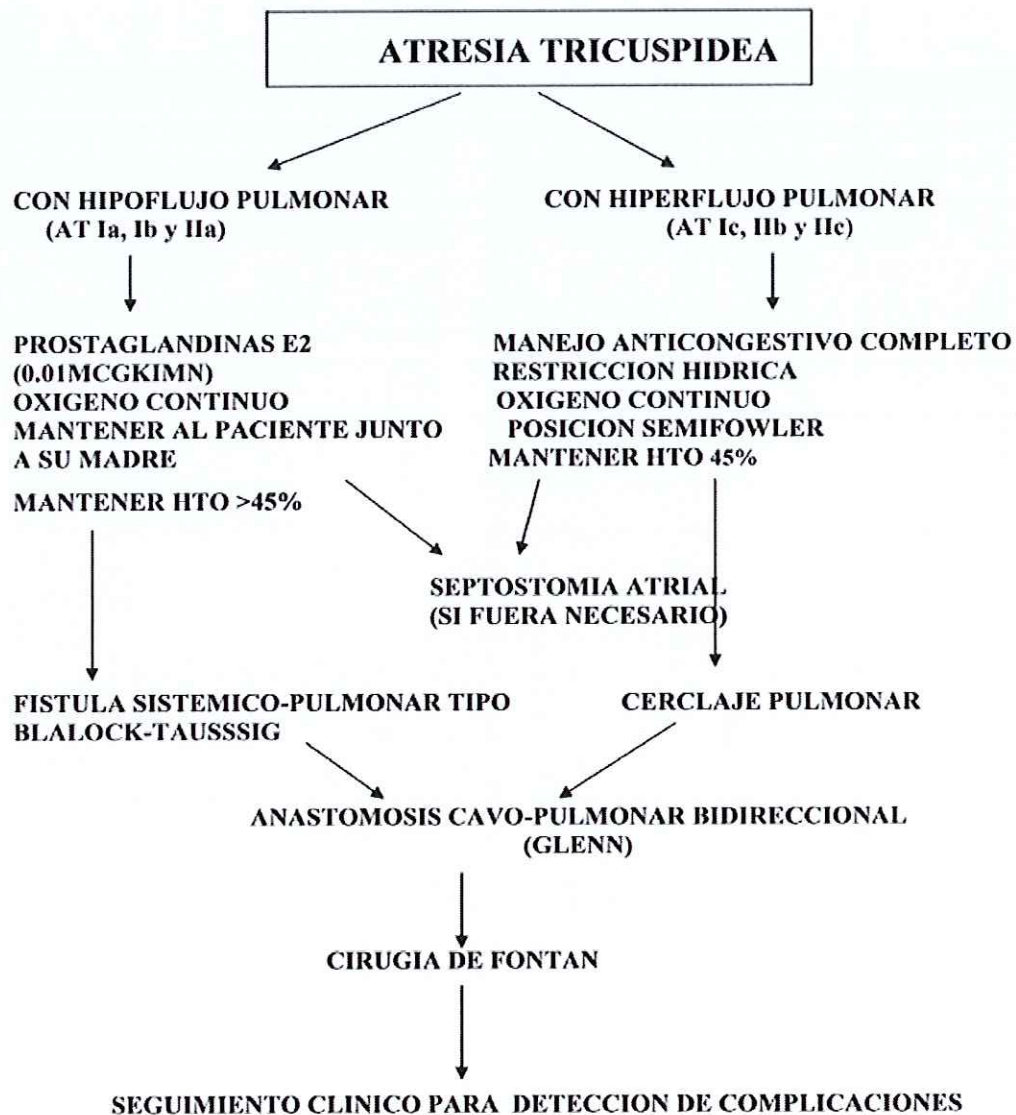 ATRESIA TRICUSPIDEA
CON HIPOFLUJO PULMONAR
(AT Ia, Ib y IIa)
CON HIPERFLUJO PULMONAR
(AT Ic, IIb y IIc)
PROSTAGLANDINAS E2
(0.01MCGKIMN)
OXIGENO CONTINUO
MANTENER AL PACIENTE JUNTO
A SU MADRE
MANTENER HTO >45%
MANEJO ANTICONGESTIVO COMPLETO
RESTRICCION HIDRICA
OXIGENO CONTINUO
POSICION SEMIFOWLER
MANTENER HTO 45%
SEPTOSTOMIA ATRIAL
(SI FUERA NECESARIO)
FISTULA SISTEMICO-PULMONAR TIPO
BLALOCK-TAUSSSIG
CERCLAJE PULMONAR
ANASTOMOSIS CAVO-PULMONAR BIDIRECCIONAL
(GLENN)
CIRUGIA DE FONTAN
SEGUIMIENTO CLINICO PARA DETECCION DE COMPLICACIONES